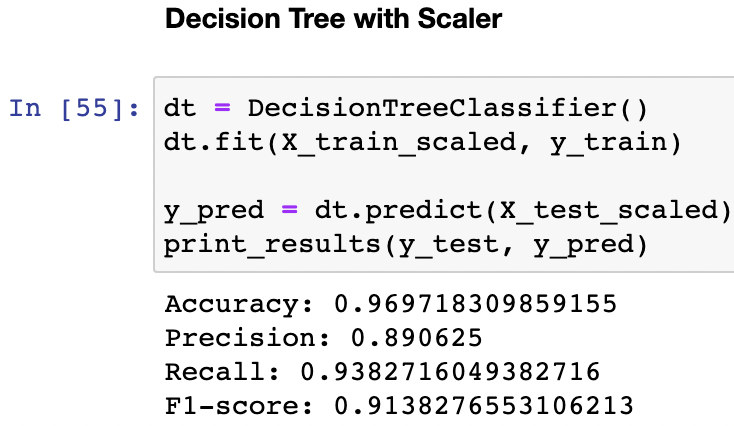 Decision Tree with Scaler
In [55]: dt = DecisionTreeClassifier()
dt.fit(X_train_scaled, y_train)
y_pred = dt.predict(X_test_scaled)
print_results(y_test, y_pred)
Accuracy: 0.969718309859155
Precision: 0.890625
Recall: 0.9382716049382716
F1-score: 0.9138276553106213